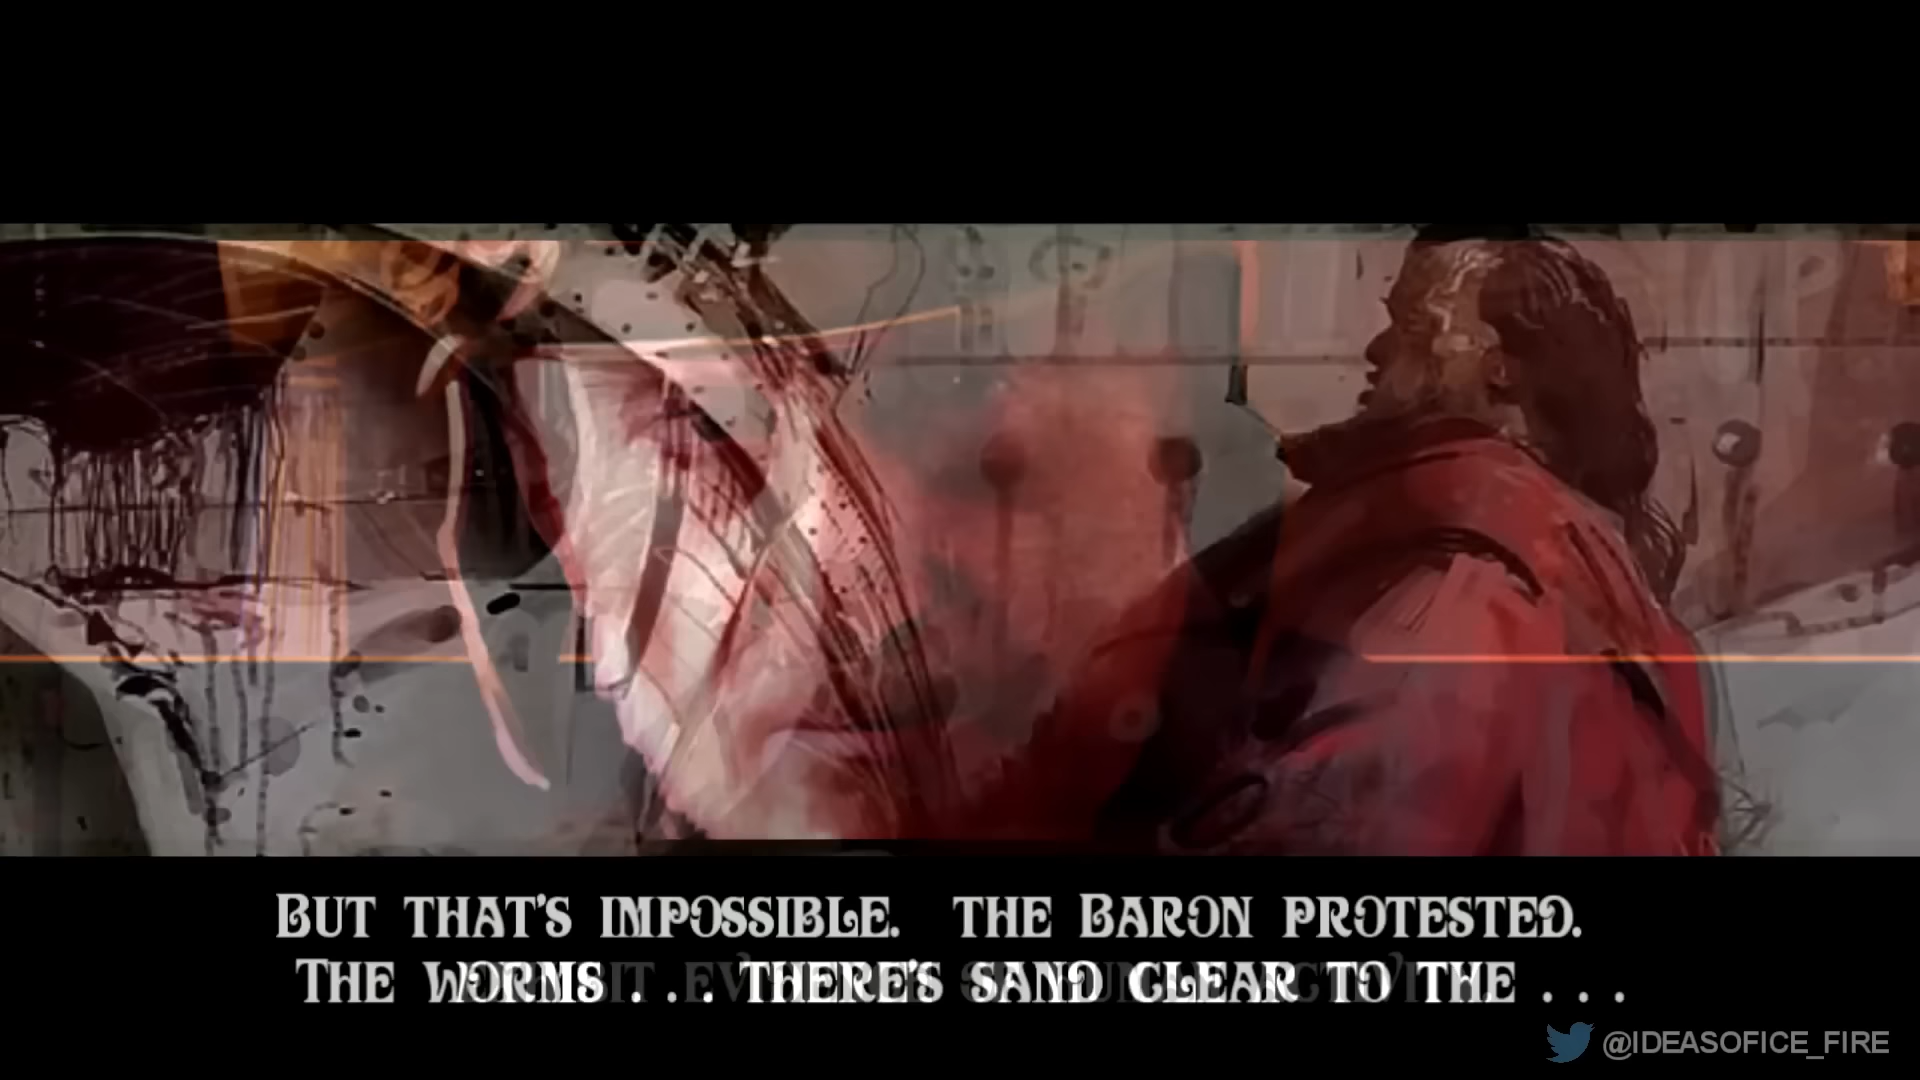 BUT THAT'S IMPOSSIBLE. THE BARON PROTESTED.
THE WORMS . . . THERE'S SAND CLEAR TO THE . . .
@IDEASOFICE_FIRE